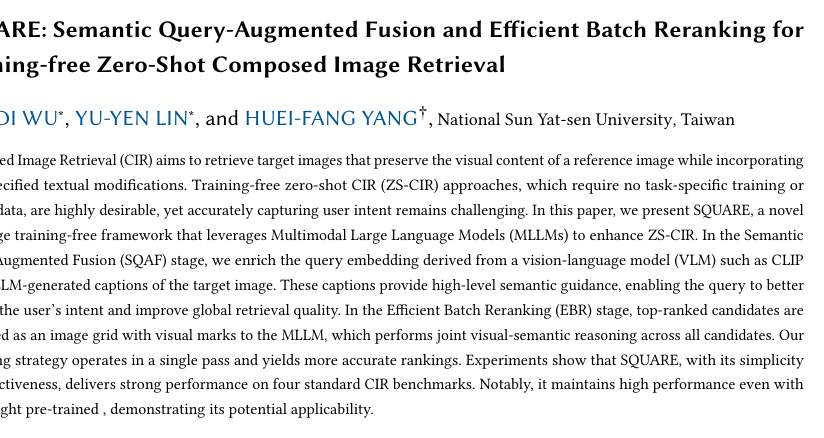 ARE: Semantic Query-Augmented Fusion and Efficient Batch Reranking for
ing-free Zero-Shot Composed Image Retrieval
DI WU*, YU-YEN LIN*, and HUEI-FANG YANG†, National Sun Yat-sen University, Taiwan
ed Image Retrieval (CIR) aims to retrieve target images that preserve the visual content of a reference image while incorporating
ecified textual modifications. Training-free zero-shot CIR (ZS-CIR) approaches, which require no task-specific training or
data, are highly desirable, yet accurately capturing user intent remains challenging. In this paper, we present SQUARE, a novel
ge training-free framework that leverages Multimodal Large Language Models (MLLMs) to enhance ZS-CIR. In the Semantic
Augmented Fusion (SQAF) stage, we enrich the query embedding derived from a vision-language model (VLM) such as CLIP
LM-generated captions of the target image. These captions provide high-level semantic guidance, enabling the query to better
the user's intent and improve global retrieval quality. In the Efficient Batch Reranking (EBR) stage, top-ranked candidates are
ed as an image grid with visual marks to the MLLM, which performs joint visual-semantic reasoning across all candidates. Our
ng strategy operates in a single pass and yields more accurate rankings. Experiments show that SQUARE, with its simplicity
ctiveness, delivers strong performance on four standard CIR benchmarks. Notably, it maintains high performance even with
ght pre-trained , demonstrating its potential applicability.